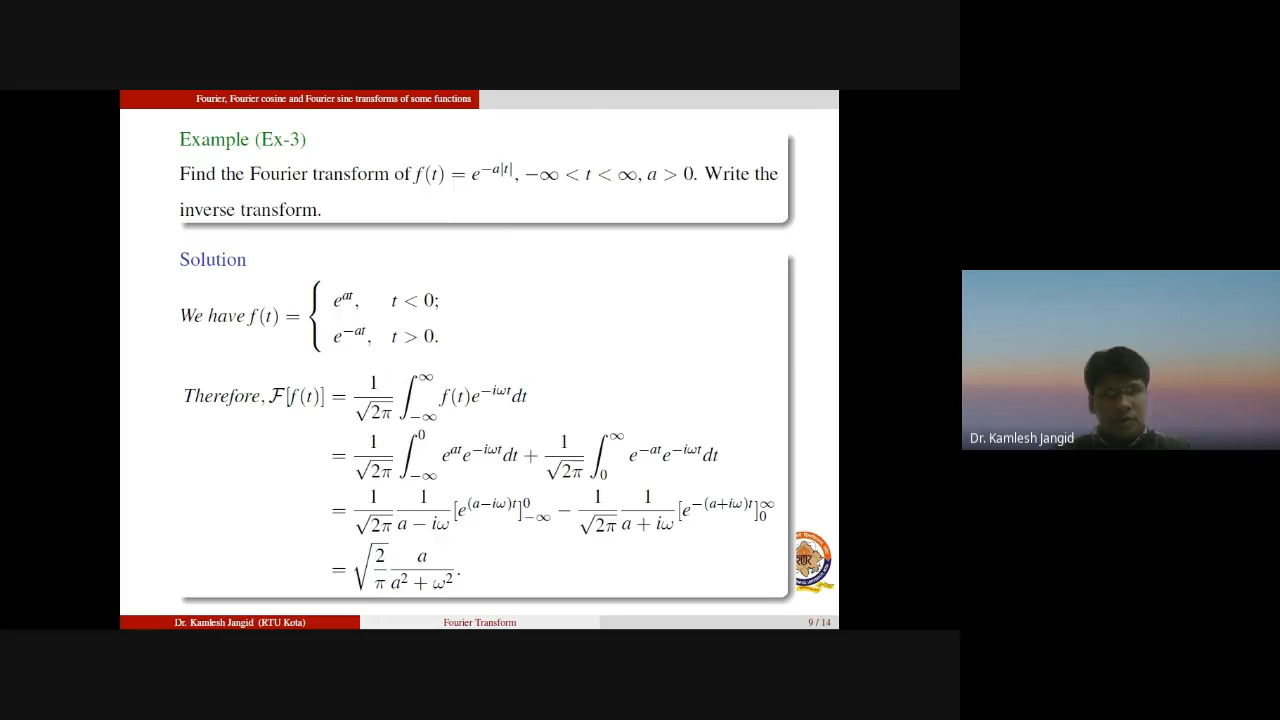 Fourier, Fourier cosine and Fourier sine transforms of some functions
Example (Ex-3)
Find the Fourier transform of f(t) = e^{-a|t|}, −∞ < t < ∞, a > 0. Write the
inverse transform.
Solution
We have f(t) = { e^{at}, t < 0;
e^{-at}, t > 0.
Therefore, F[f(t)] = 1/√(2π) ∫_{-∞}^{∞} f(t)e^{-iωt}dt
= 1/√(2π) ∫_{-∞}^{0} e^{at}e^{-iωt}dt + 1/√(2π) ∫_{0}^{∞} e^{-at}e^{-iωt}dt
= 1/√(2π) 1/(a − iω) [e^{(a−iω)t}]_{-∞}^{0} − 1/√(2π) 1/(a + iω) [e^{-(a+iω)t}]_{0}^{∞}
= √(2/π) a/(a² + ω²).
Dr. Kamlesh Jangid (RTU Kota) Fourier Transform 9 / 14
Dr. Kamlesh Jangid